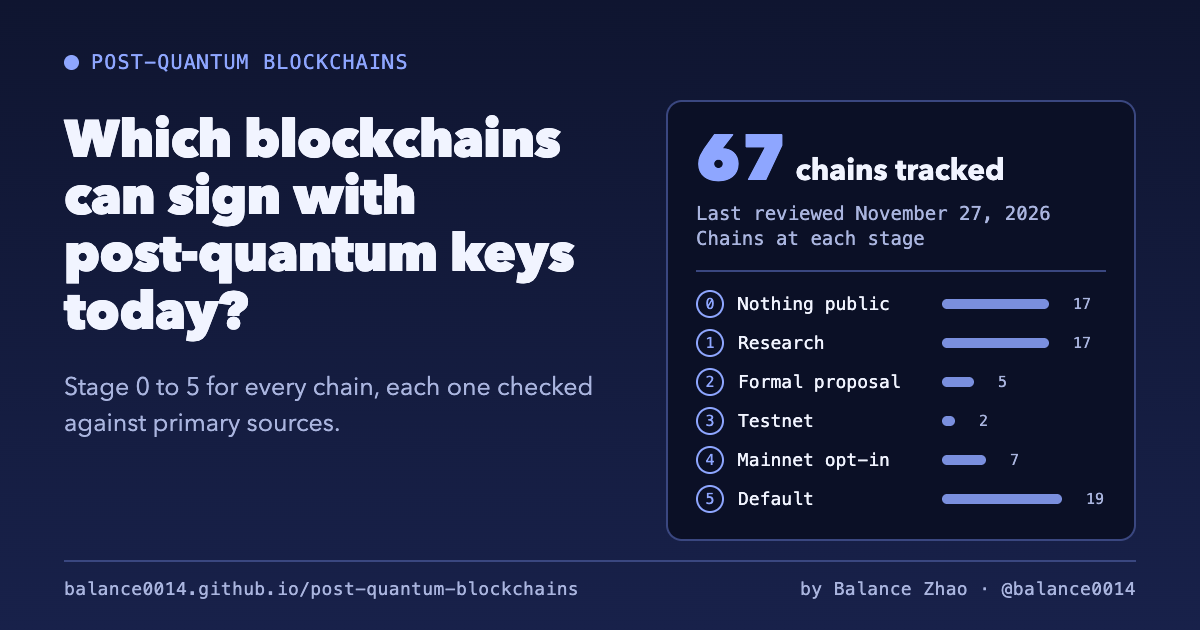 POST-QUANTUM BLOCKCHAINS
Which blockchains
can sign with
post-quantum keys
today?
Stage 0 to 5 for every chain, each one checked
against primary sources.
67 chains tracked
Last reviewed November 27, 2026
Chains at each stage
0 Nothing public 17
1 Research 17
2 Formal proposal 5
3 Testnet 2
4 Mainnet opt-in 7
5 Default 19
balance0014.github.io/post-quantum-blockchains
by Balance Zhao · @balance0014